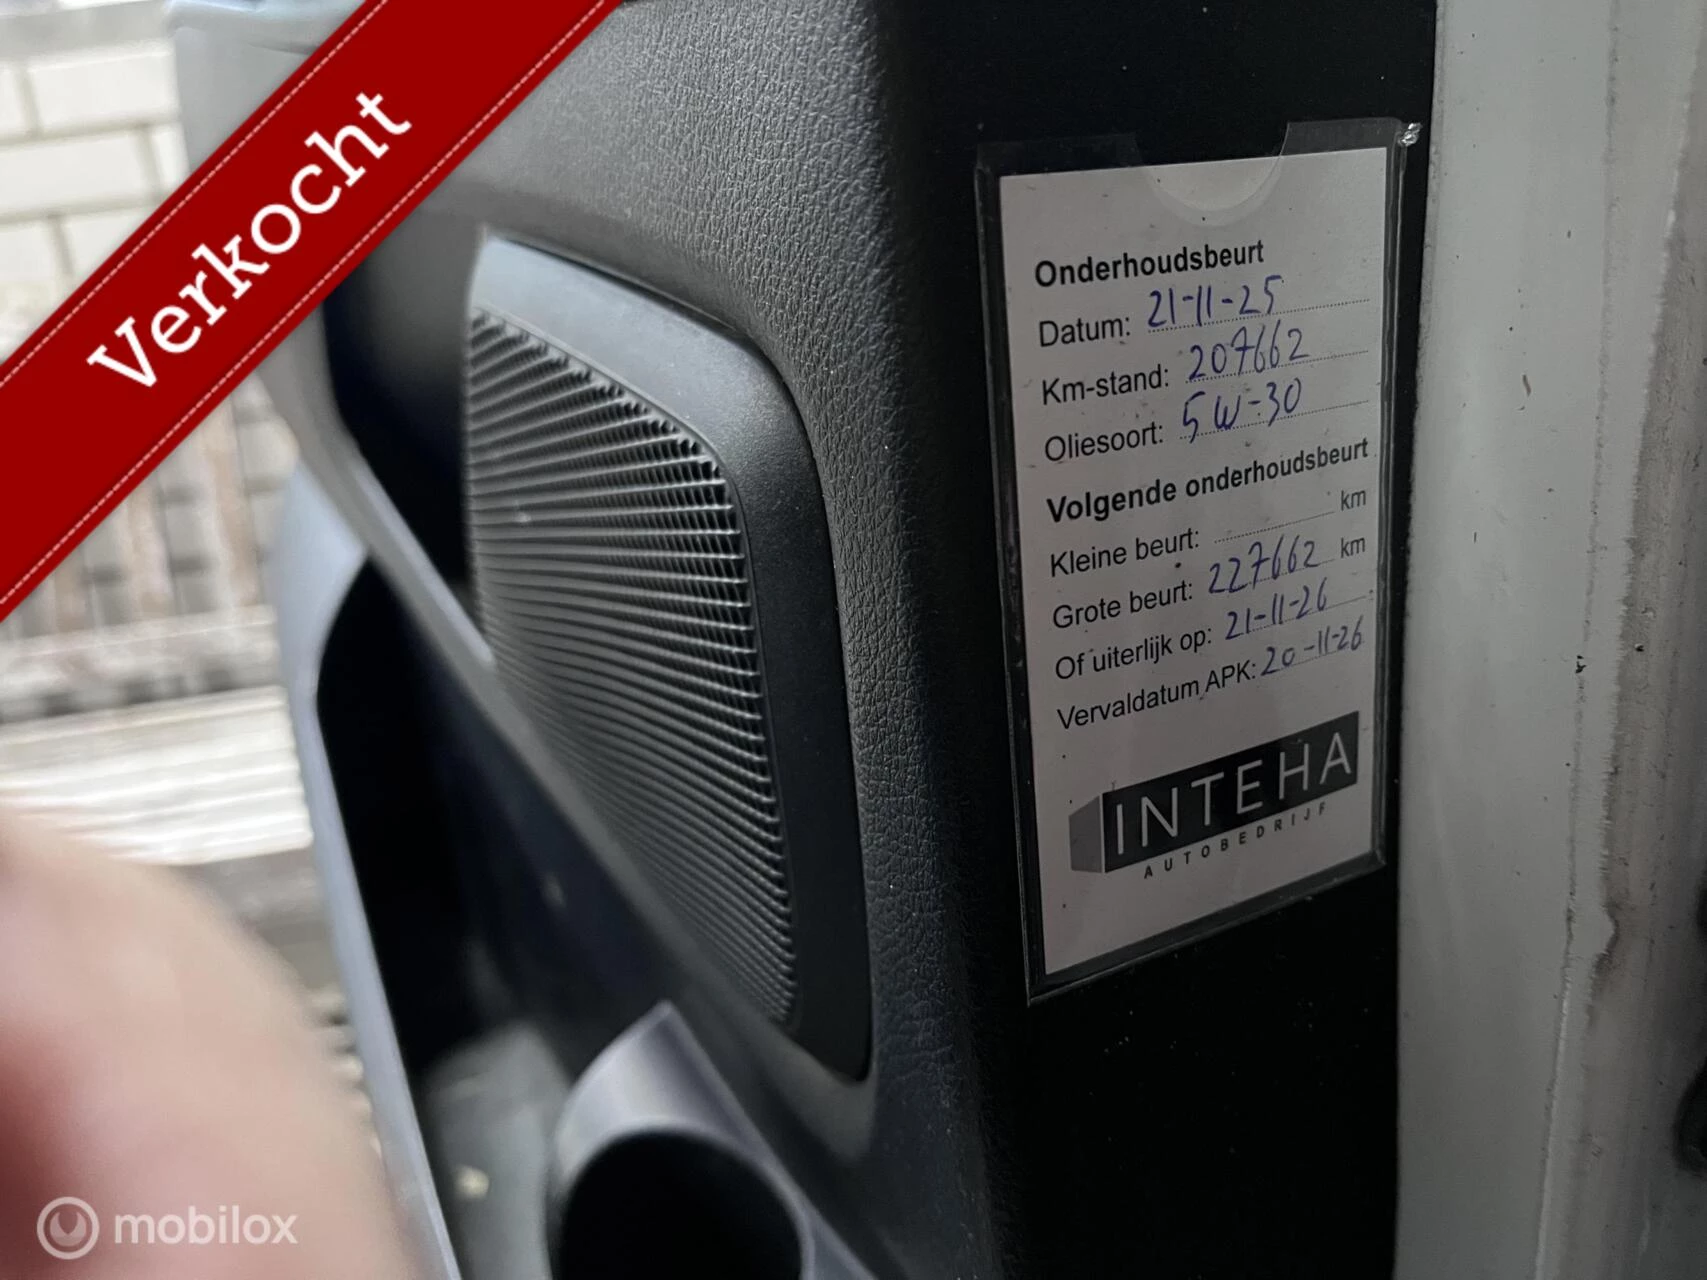 Verkocht
Onderhoudsbeurt
Datum: 21-11-25
Km-stand: 207662
Oliesoort: 5W-30
Volgende onderhoudsbeurt
Kleine beurt: km
Grote beurt: 227662 km
Of uiterlijk op: 21-11-26
Vervaldatum APK: 20-11-26
INTEHA
AUTOBEDRIJF
mobilox